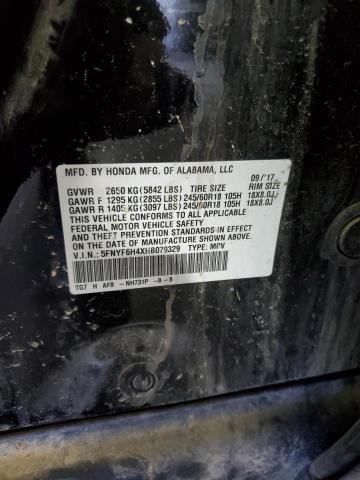 MFD. BY HONDA MFG. OF ALABAMA, LLC 09/'17
GVWR 2650 KG (5842 LBS) TIRE SIZE RIM SIZE
GAWR F 1295 KG (2855 LBS) 245/60R18 105H 18X8.0J
GAWR R 1405 KG (3097 LBS) 245/60R18 105H 18X8.0J
THIS VEHICLE CONFORMS TO ALL APPLICABLE
FEDERAL MOTOR VEHICLE SAFETY
AND THEFT PREVENTION STANDARDS IN
EFFECT ON THE DATE OF MANUFACTURE SHOWN ABOVE.
V.I.N.: 5FNYF6H4XHB079329 TYPE: MPV
TG7 H AF8 - NH731P -B - B